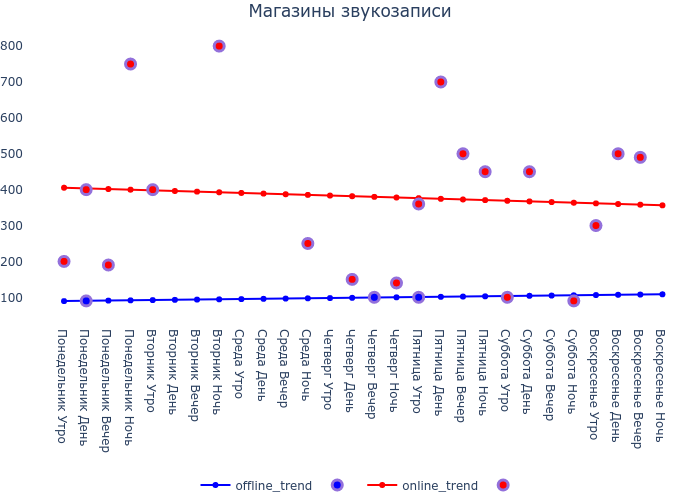 Магазины звукозаписи
800
700
600
500
400
300
200
100
Понедельник Утро
Понедельник День
Понедельник Вечер
Понедельник Ночь
Вторник Утро
Вторник День
Вторник Вечер
Вторник Ночь
Среда Утро
Среда День
Среда Вечер
Среда Ночь
Четверг Утро
Четверг День
Четверг Вечер
Четверг Ночь
Пятница Утро
Пятница День
Пятница Вечер
Пятница Ночь
Суббота Утро
Суббота День
Суббота Вечер
Суббота Ночь
Воскресенье Утро
Воскресенье День
Воскресенье Вечер
Воскресенье Ночь
offline_trend
online_trend